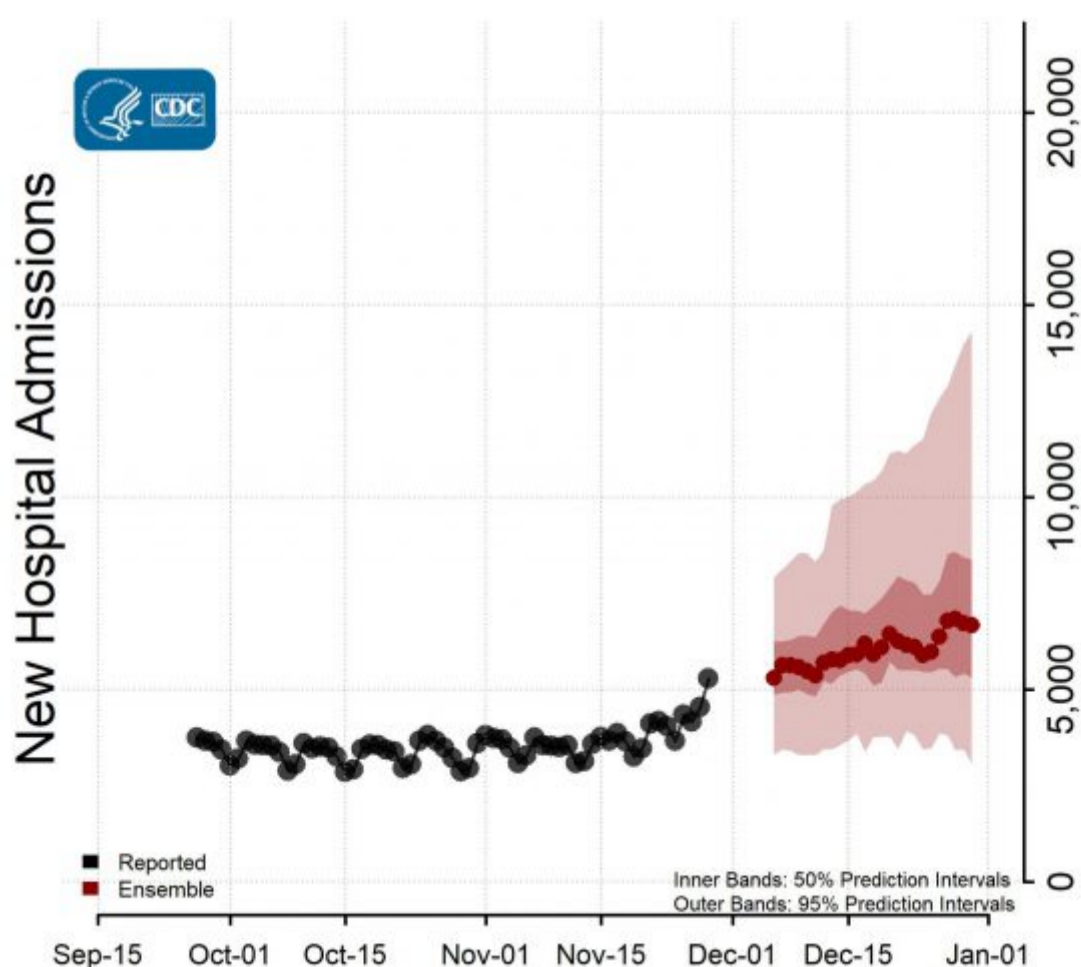 CDC
New Hospital Admissions
20,000
15,000
10,000
5,000
0
Reported
Ensemble
Inner Bands: 50% Prediction Intervals
Outer Bands: 95% Prediction Intervals
Sep-15 Oct-01 Oct-15 Nov-01 Nov-15 Dec-01 Dec-15 Jan-01